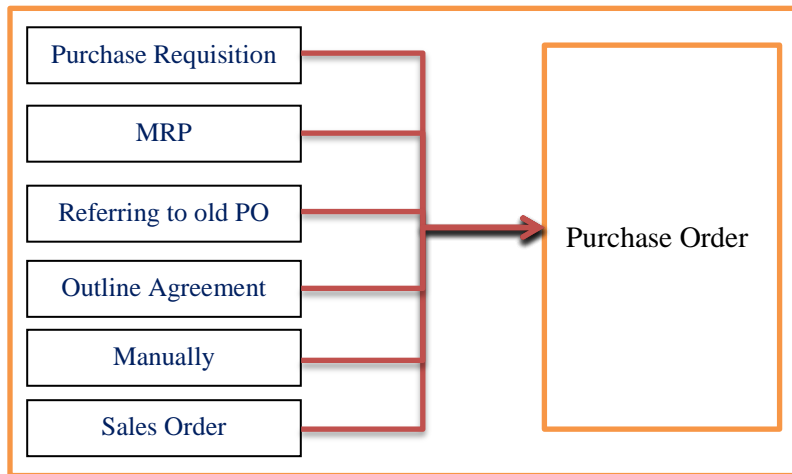 Purchase Requisition
MRP
Referring to old PO
Outline Agreement
Manually
Sales Order
Purchase Order